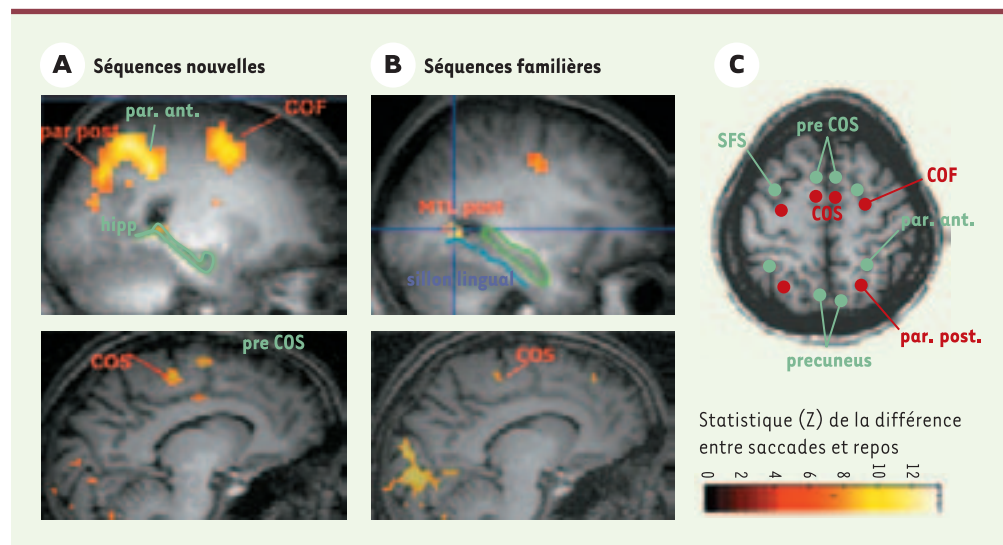 A Séquences nouvelles
par. ant.
COF
par post
hipp
COS
pre COS
B Séquences familières
MTL post
sillon lingual
COS
C
pre COS
SFS
COF
COS
par. ant.
par. post.
precuneus
Statistique (Z) de la différence
entre saccades et repos
0 2 4 6 8 10 12